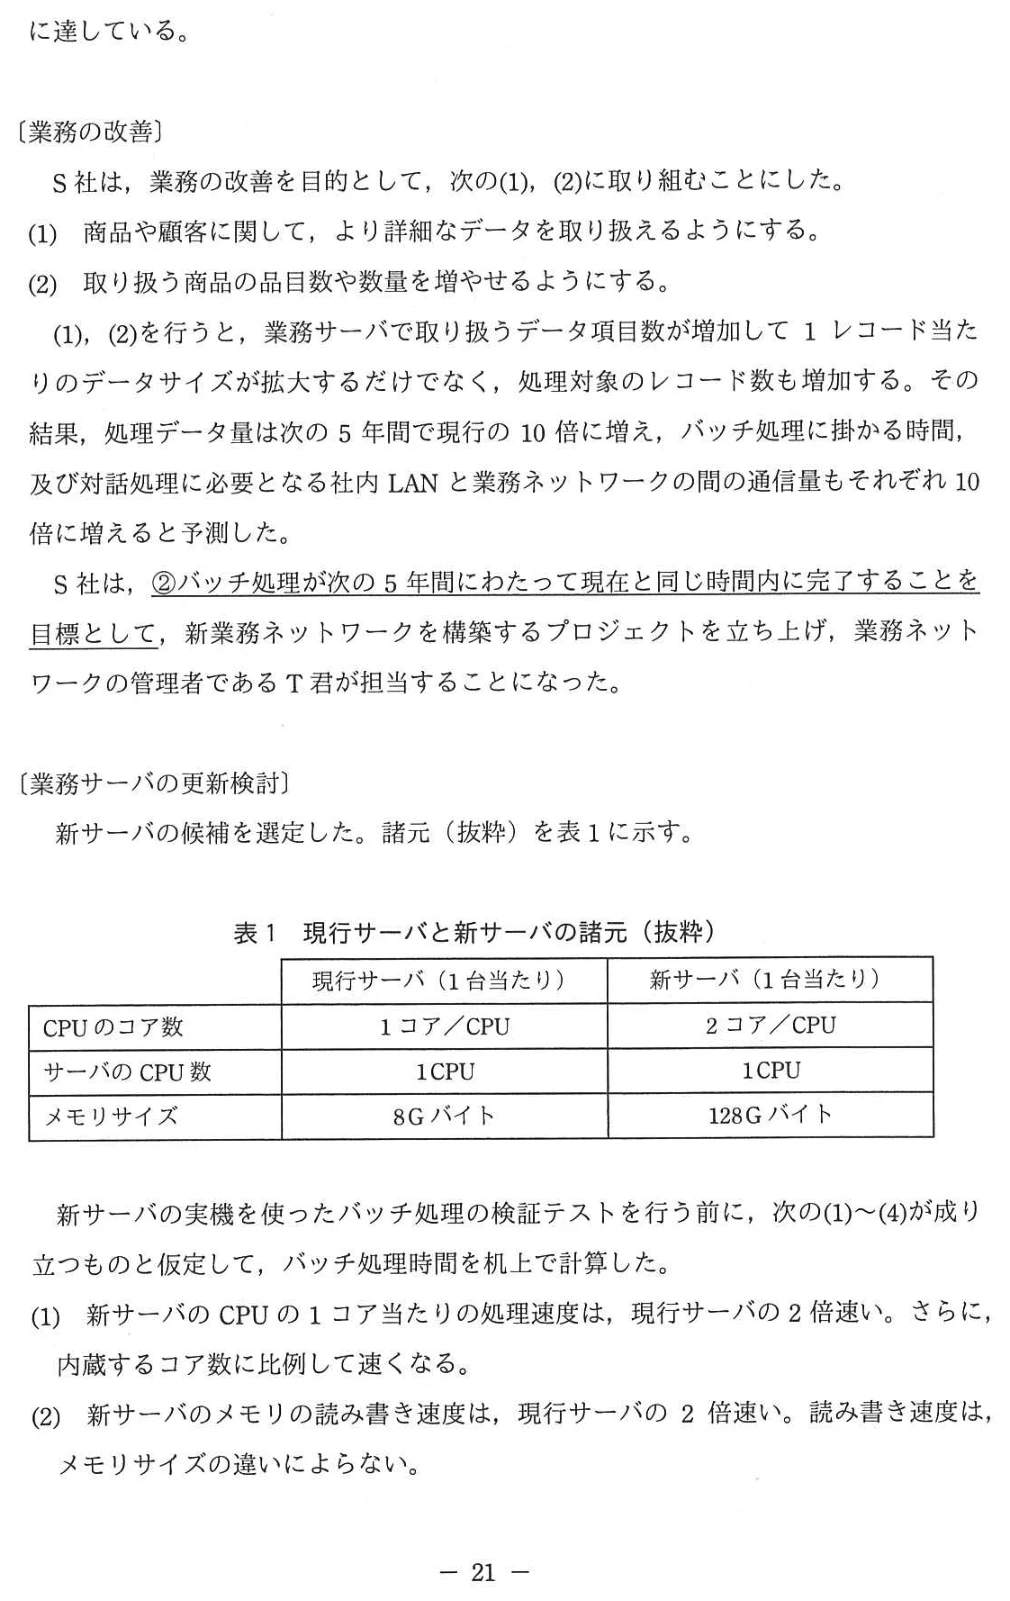 に達している。
〔業務の改善〕
S 社は，業務の改善を目的として，次の(1)，(2)に取り組むことにした。
(1) 商品や顧客に関して，より詳細なデータを取り扱えるようにする。
(2) 取り扱う商品の品目数や数量を増やせるようにする。
(1)，(2)を行うと，業務サーバで取り扱うデータ項目数が増加して 1 レコード当た
りのデータサイズが拡大するだけでなく，処理対象のレコード数も増加する。その
結果，処理データ量は次の 5 年間で現行の 10 倍に増え，バッチ処理に掛かる時間，
及び対話処理に必要となる社内 LAN と業務ネットワークの間の通信量もそれぞれ 10
倍に増えると予測した。
S 社は，②バッチ処理が次の 5 年間にわたって現在と同じ時間内に完了することを
目標として，新業務ネットワークを構築するプロジェクトを立ち上げ，業務ネット
ワークの管理者である T 君が担当することになった。
〔業務サーバの更新検討〕
新サーバの候補を選定した。諸元（抜粋）を表 1 に示す。
表 1 現行サーバと新サーバの諸元（抜粋）
現行サーバ（1 台当たり） 新サーバ（1 台当たり）
CPU のコア数 1 コア／CPU 2 コア／CPU
サーバの CPU 数 1CPU 1CPU
メモリサイズ 8G バイト 128G バイト
新サーバの実機を使ったバッチ処理の検証テストを行う前に，次の(1)～(4)が成り
立つものと仮定して，バッチ処理時間を机上で計算した。
(1) 新サーバの CPU の 1 コア当たりの処理速度は，現行サーバの 2 倍速い。さらに，
内蔵するコア数に比例して速くなる。
(2) 新サーバのメモリの読み書き速度は，現行サーバの 2 倍速い。読み書き速度は，
メモリサイズの違いによらない。
－ 21 －